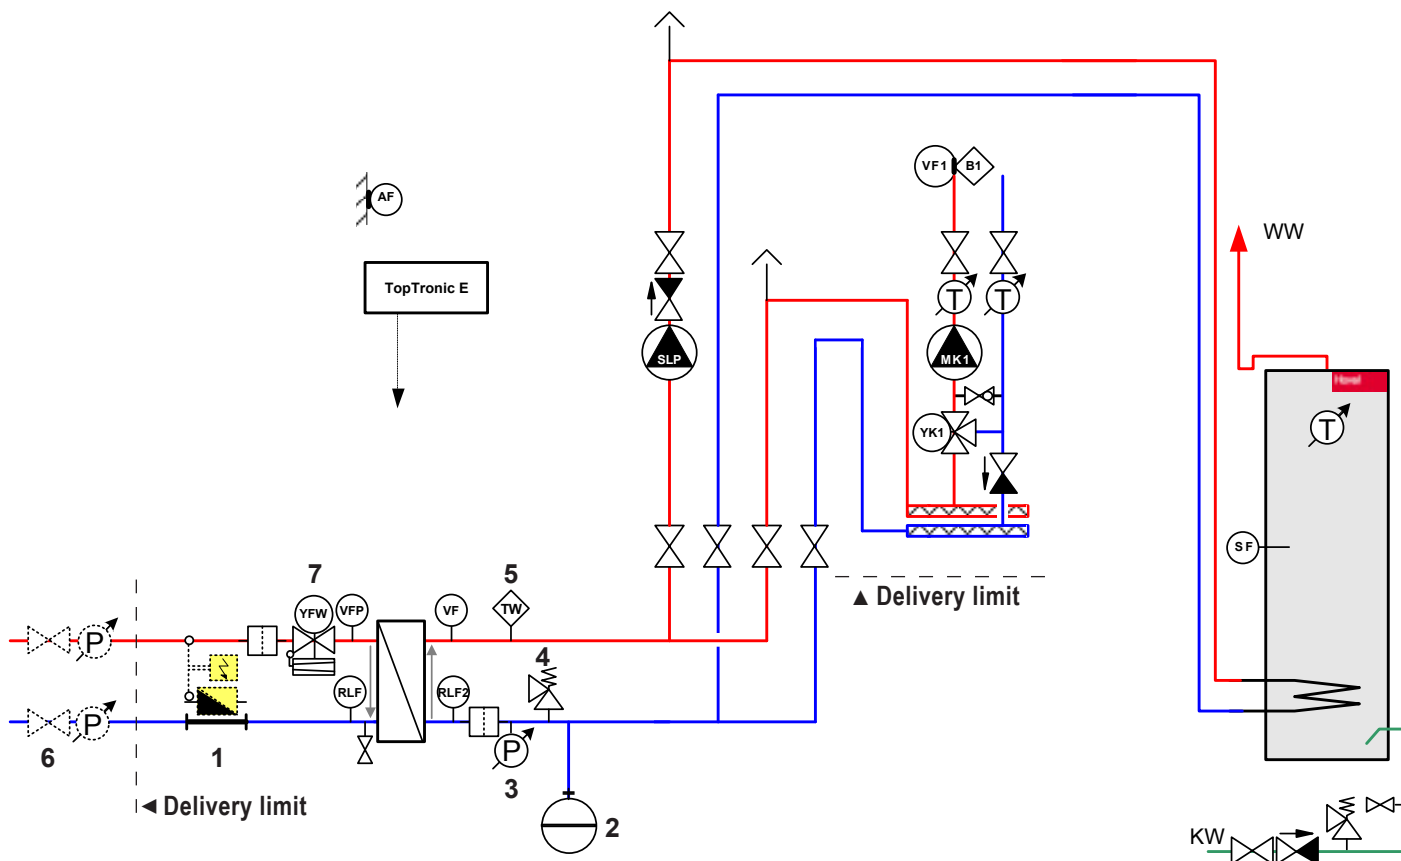 VF1
B1
AF
WW
TopTronic E
T
T
SLP
MK1
T
YK1
SF
7
5
▲ Delivery limit
YFW
VFP
VF
TW
P
4
RLF
RLF2
P
P
6
1
3
◄ Delivery limit
2
KW